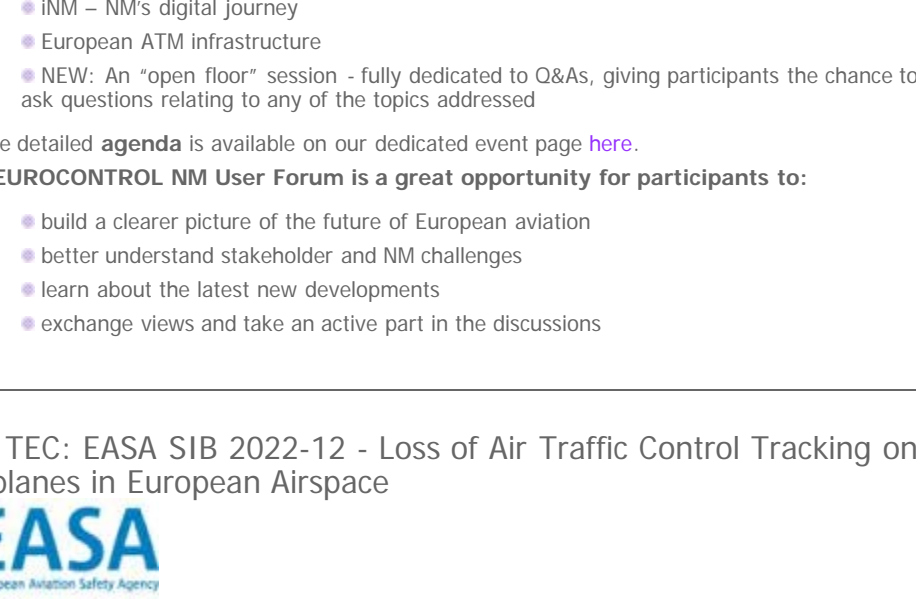 iNM – NM's digital journey
European ATM infrastructure
NEW: An “open floor” session - fully dedicated to Q&As, giving participants the chance to
ask questions relating to any of the topics addressed
e detailed agenda is available on our dedicated event page here.
EUROCONTROL NM User Forum is a great opportunity for participants to:
build a clearer picture of the future of European aviation
better understand stakeholder and NM challenges
learn about the latest new developments
exchange views and take an active part in the discussions
TEC: EASA SIB 2022-12 - Loss of Air Traffic Control Tracking on
planes in European Airspace
EASA
pean Aviation Safety Agency